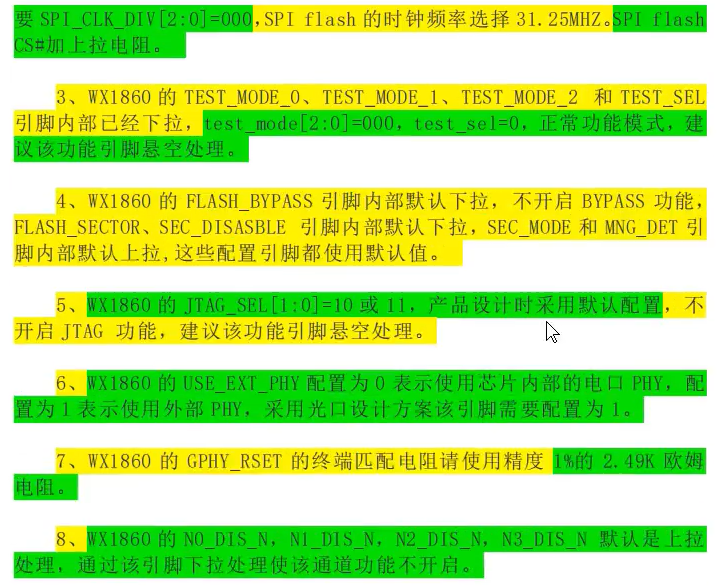 要 SPI_CLK_DIV[2:0]=000,SPI flash 的时钟频率选择 31.25MHZ。SPI flash
CS#加上拉电阻。
3、WX1860 的 TEST_MODE_0、TEST_MODE_1、TEST_MODE_2 和 TEST_SEL
引脚内部已经下拉，test_mode[2:0]=000，test_sel=0，正常功能模式，建
议该功能引脚悬空处理。
4、WX1860 的 FLASH_BYPASS 引脚内部默认下拉，不开启 BYPASS 功能，
FLASH_SECTOR、SEC_DISASBLE 引脚内部默认下拉，SEC_MODE 和 MNG_DET 引
脚内部默认上拉,这些配置引脚都使用默认值。
5、WX1860 的 JTAG_SEL[1:0]=10 或 11，产品设计时采用默认配置，不
开启 JTAG 功能，建议该功能引脚悬空处理。
6、WX1860 的 USE_EXT_PHY 配置为 0 表示使用芯片内部的电口 PHY，配
置为 1 表示使用外部 PHY，采用光口设计方案该引脚需要配置为 1。
7、WX1860 的 GPHY_RSET 的终端匹配电阻请使用精度 1%的 2.49K 欧姆
电阻。
8、WX1860 的 N0_DIS_N，N1_DIS_N，N2_DIS_N，N3_DIS_N 默认是上拉
处理，通过该引脚下拉处理使该通道功能不开启。